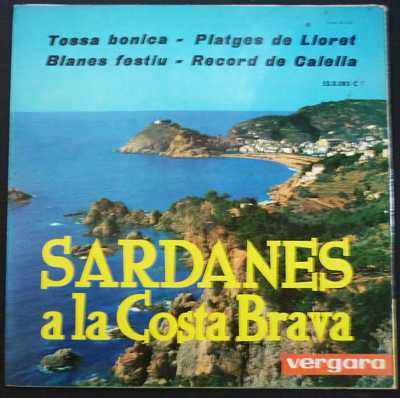 Tossa bonica - Platges de Lloret
Blanes festiu - Record de Calella
SARDANES
a la Costa Brava
vergara